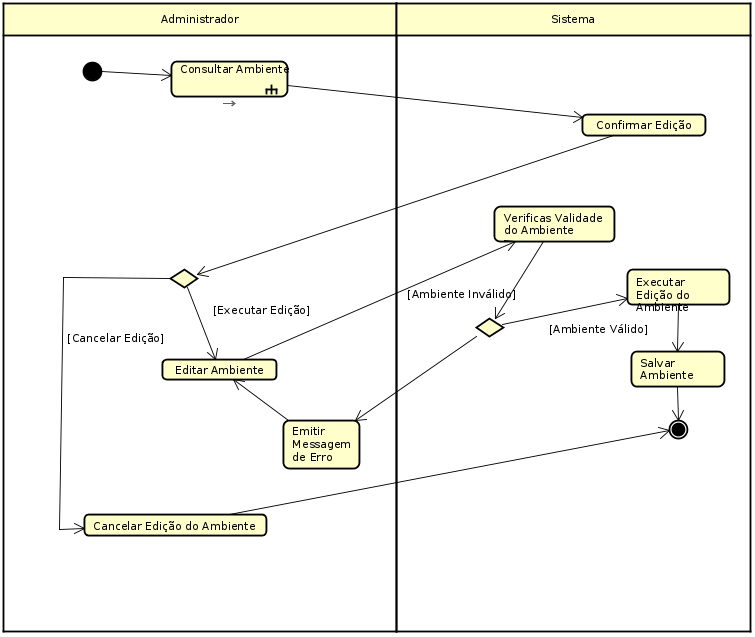 Administrador
Sistema
Consultar Ambiente
Confirmar Edição
Verificas Validade
do Ambiente
Executar
Edição do
Ambiente
[Ambiente Inválido]
[Executar Edição]
[Ambiente Válido]
[Cancelar Edição]
Editar Ambiente
Salvar
Ambiente
Emitir
Messagem
de Erro
Cancelar Edição do Ambiente